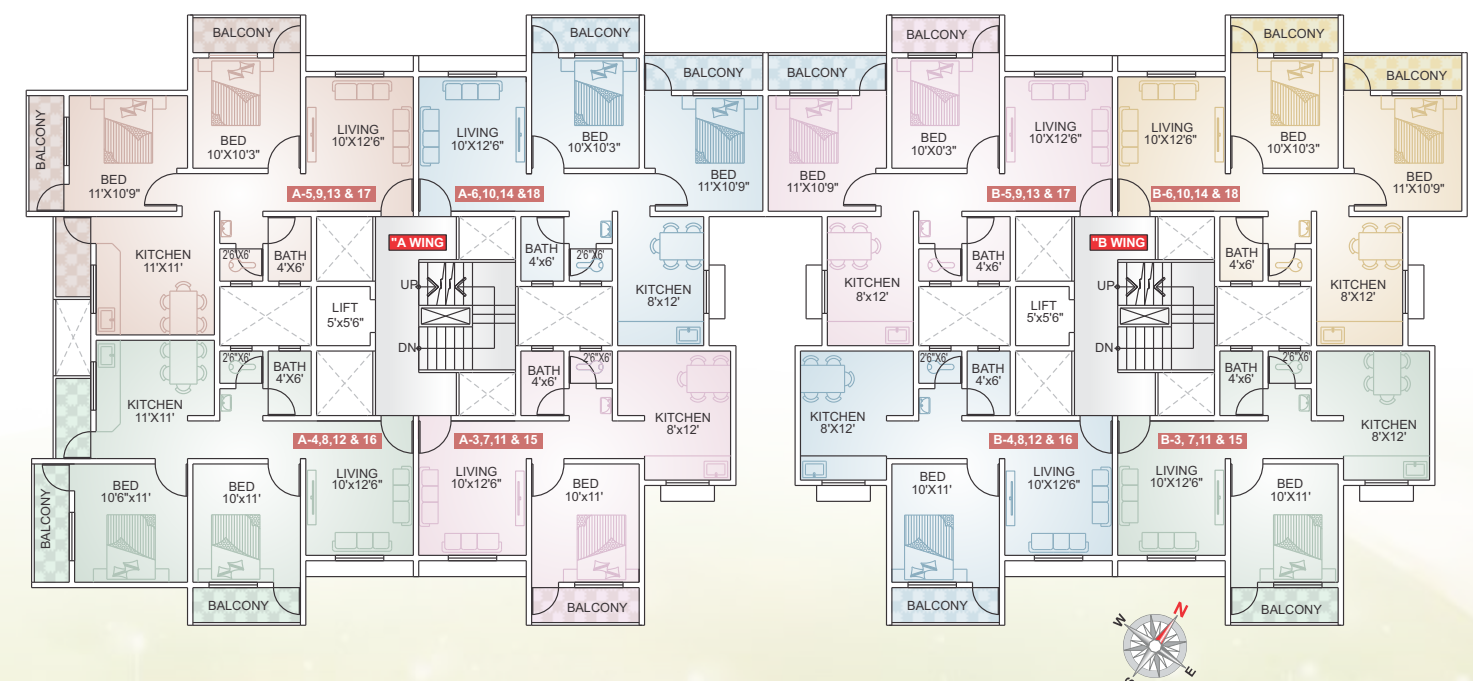 BALCONY
BED
10'X10'3"
LIVING
10'X12'6"
BALCONY
BED
11'X10'9"
A-5,9,13 & 17
KITCHEN
11'X11'
2'6"X6'
BATH
4'X6'
LIFT
5'x5'6"
"A WING
UP
DN
BALCONY
BED
10'X10'3"
LIVING
10'X12'6"
BALCONY
BED
11'X10'9"
A-6,10,14 &18
BATH
4'x6'
2'6"X6'
KITCHEN
8'x12'
KITCHEN
11'X11'
2'6"X6'
BATH
4'X6'
A-4,8,12 & 16
LIVING
10'x12'6"
BALCONY
BED
10'6"x11'
BED
10'x11'
BALCONY
BATH
4'x6'
2'6"X6'
KITCHEN
8'x12'
A-3,7,11 & 15
LIVING
10'x12'6"
BED
10'x11'
BALCONY
BALCONY
BALCONY
BED
11'X10'9"
BED
10'X0'3"
LIVING
10'X12'6"
B-5,9,13 & 17
KITCHEN
8'x12'
2'6"X6'
BATH
4'x6'
LIFT
5'x5'6"
"B WING
UP
DN
BALCONY
BALCONY
LIVING
10'X12'6"
BED
10'X10'3"
BED
11'X10'9"
B-6,10,14 & 18
BATH
4'x6'
2'6"X6'
KITCHEN
8'X12'
KITCHEN
8'X12'
2'6"X6'
BATH
4'x6'
B-4,8,12 & 16
BED
10'X11'
LIVING
10'X12'6"
BALCONY
BATH
4'x6'
2'6"X6'
KITCHEN
8'X12'
B-3, 7,11 & 15
LIVING
10'X12'6"
BED
10'X11'
BALCONY
N
W
E
S